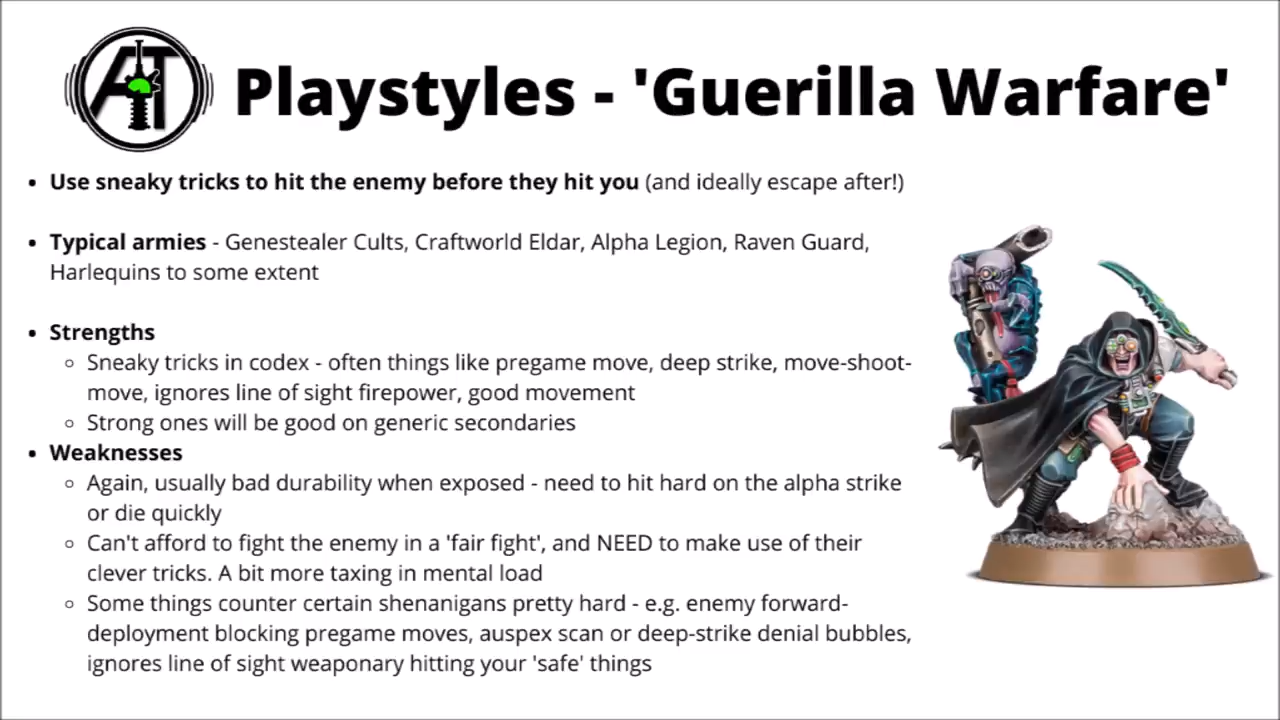 AT
Playstyles - 'Guerilla Warfare'
• Use sneaky tricks to hit the enemy before they hit you (and ideally escape after!)
• Typical armies - Genestealer Cults, Craftworld Eldar, Alpha Legion, Raven Guard,
Harlequins to some extent
• Strengths
○ Sneaky tricks in codex - often things like pregame move, deep strike, move-shoot-
move, ignores line of sight firepower, good movement
○ Strong ones will be good on generic secondaries
• Weaknesses
○ Again, usually bad durability when exposed - need to hit hard on the alpha strike
or die quickly
○ Can't afford to fight the enemy in a 'fair fight', and NEED to make use of their
clever tricks. A bit more taxing in mental load
○ Some things counter certain shenanigans pretty hard - e.g. enemy forward-
deployment blocking pregame moves, auspex scan or deep-strike denial bubbles,
ignores line of sight weaponary hitting your 'safe' things